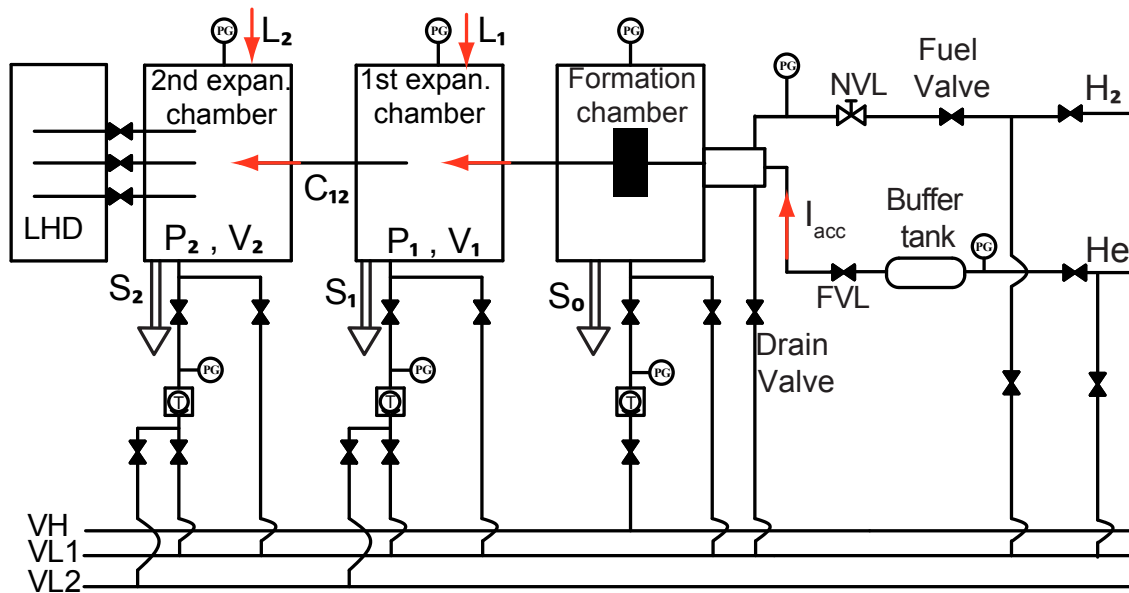 PG
L₂
PG
L₁
PG
2nd expan.
chamber
1st expan.
chamber
Formation
chamber
PG
NVL
Fuel
Valve
H₂
C₁₂
LHD
P₂ , V₂
P₁ , V₁
I_acc
Buffer
tank
PG
He
FVL
S₂
S₁
S₀
Drain
Valve
PG
PG
PG
T
T
T
VH
VL1
VL2